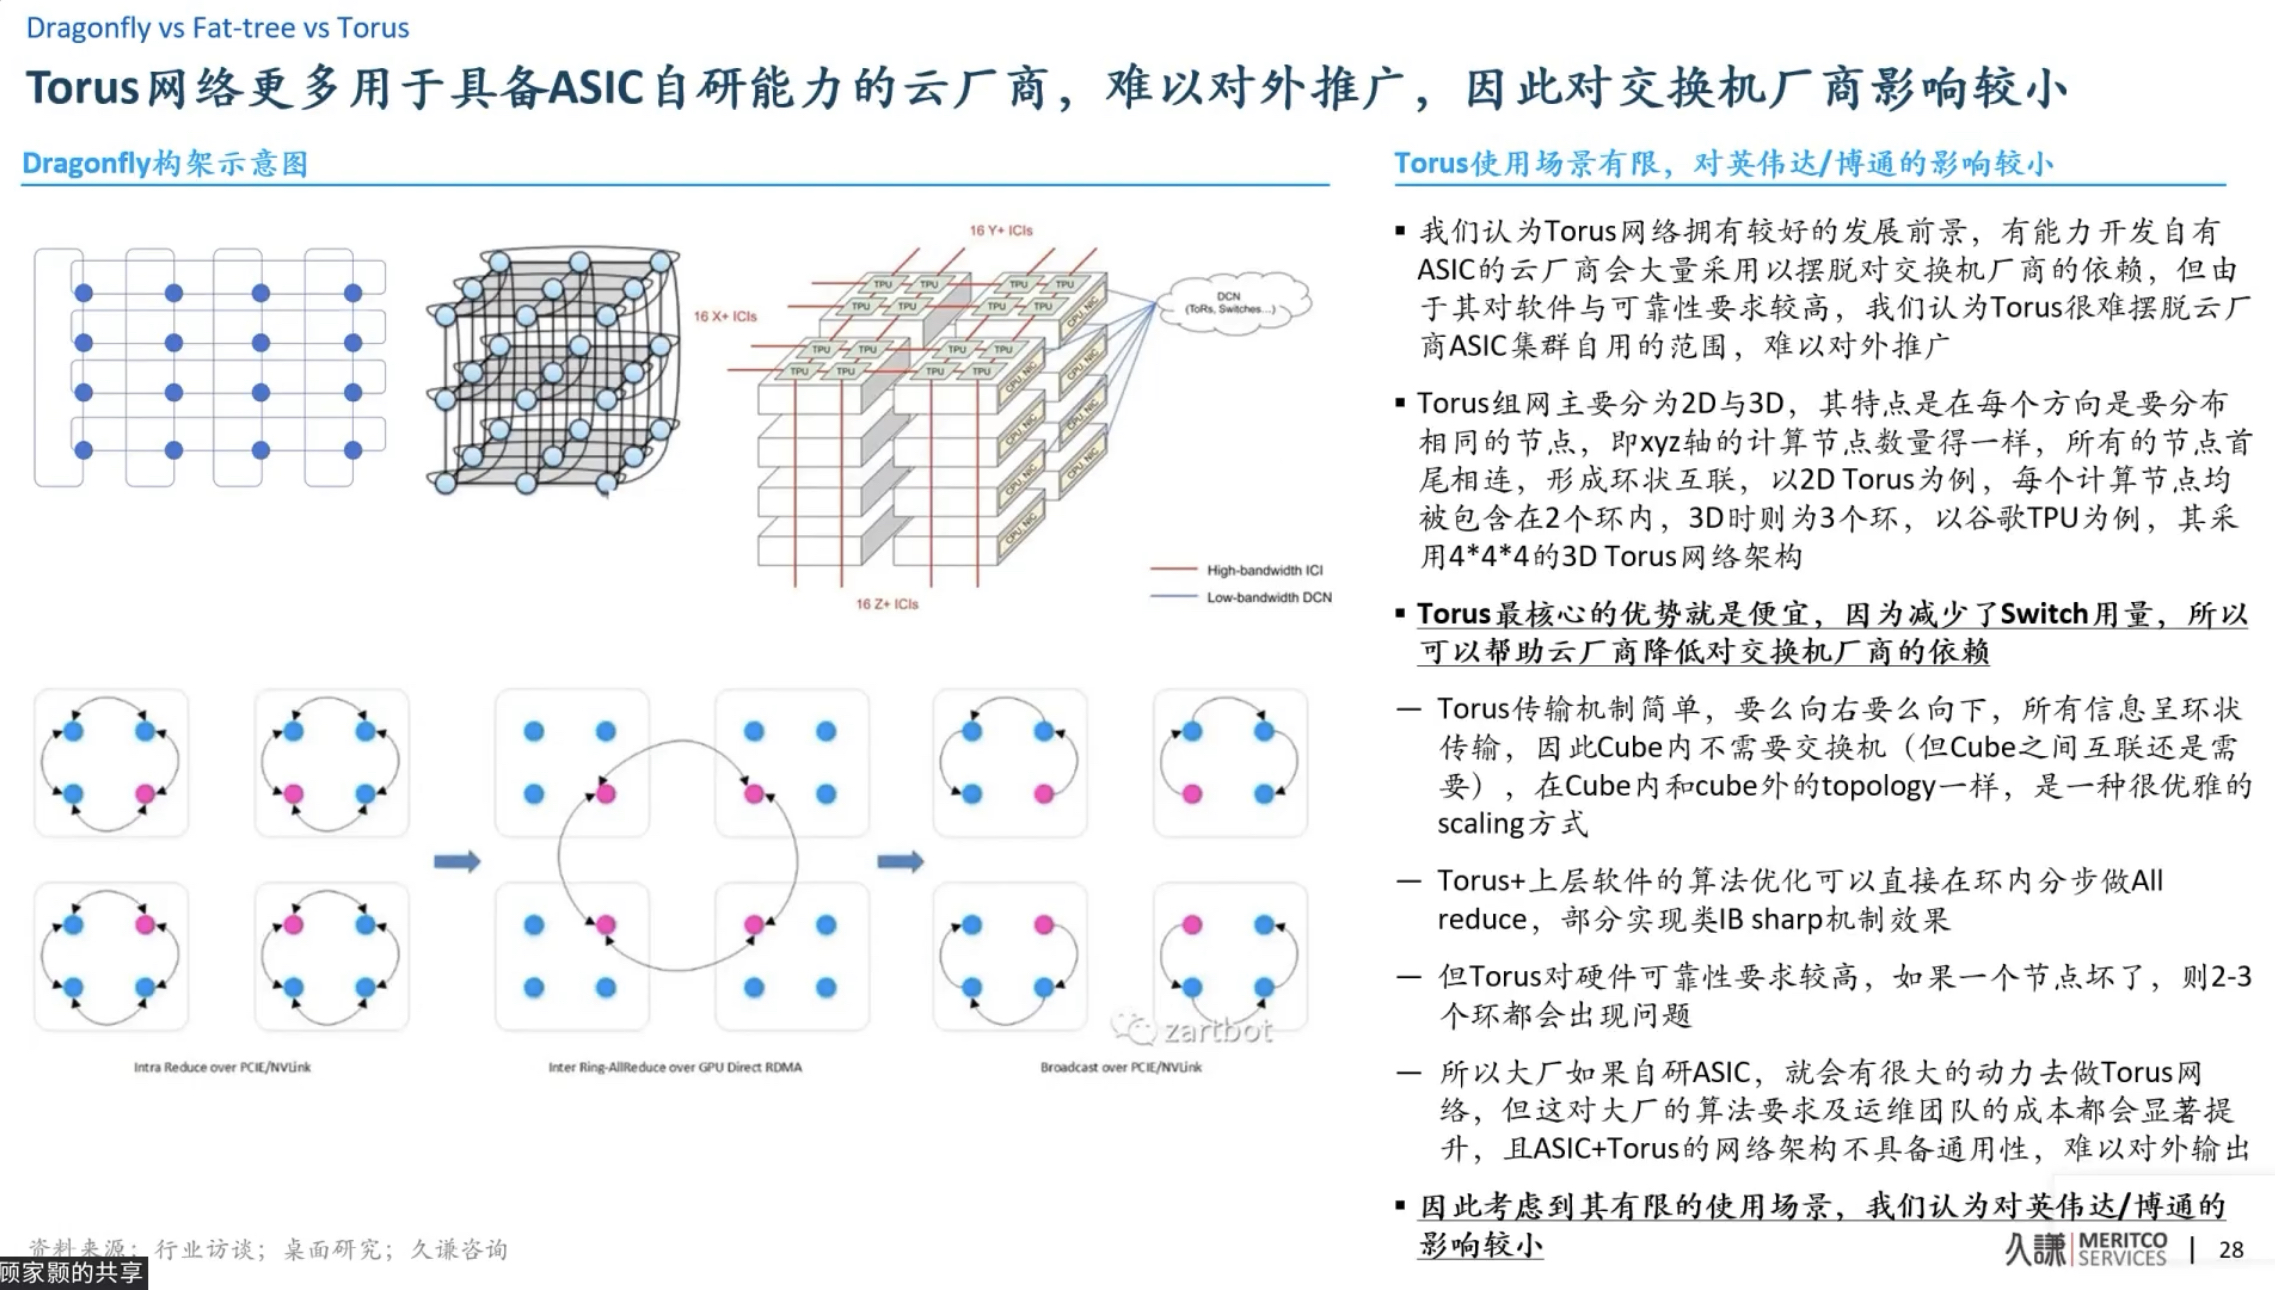 Dragonfly vs Fat-tree vs Torus
Torus网络更多用于具备ASIC自研能力的云厂商，难以对外推广，因此对交换机厂商影响较小
Dragonfly构架示意图
16 Y+ ICIs
16 X+ ICIs
TPU TPU TPU TPU
TPU TPU TPU TPU
TPU TPU TPU TPU
TPU TPU TPU TPU
CPU, NIC
CPU, NIC
CPU, NIC
CPU, NIC
CPU, NIC
CPU, NIC
CPU, NIC
CPU, NIC
DCN
(ToRs, Switches...)
16 Z+ ICIs
High-bandwidth ICI
Low-bandwidth DCN
Intra Reduce over PCIE/NVLink
Inter Ring-AllReduce over GPU Direct RDMA
Broadcast over PCIE/NVLink
zartbot
Torus使用场景有限，对英伟达/博通的影响较小
▪ 我们认为Torus网络拥有较好的发展前景，有能力开发自有
ASIC的云厂商会大量采用以摆脱对交换机厂商的依赖，但由
于其对软件与可靠性要求较高，我们认为Torus很难摆脱云厂
商ASIC集群自用的范围，难以对外推广
▪ Torus组网主要分为2D与3D，其特点是在每个方向是要分布
相同的节点，即xyz轴的计算节点数量得一样，所有的节点首
尾相连，形成环状互联，以2D Torus为例，每个计算节点均
被包含在2个环内，3D时则为3个环，以谷歌TPU为例，其采
用4*4*4的3D Torus网络架构
▪ Torus最核心的优势就是便宜，因为减少了Switch用量，所以
可以帮助云厂商降低对交换机厂商的依赖
— Torus传输机制简单，要么向右要么向下，所有信息呈环状
传输，因此Cube内不需要交换机（但Cube之间互联还是需
要），在Cube内和cube外的topology一样，是一种很优雅的
scaling方式
— Torus+上层软件的算法优化可以直接在环内分步做All
reduce，部分实现类IB sharp机制效果
— 但Torus对硬件可靠性要求较高，如果一个节点坏了，则2-3
个环都会出现问题
— 所以大厂如果自研ASIC，就会有很大的动力去做Torus网
络，但这对大厂的算法要求及运维团队的成本都会显著提
升，且ASIC+Torus的网络架构不具备通用性，难以对外输出
▪ 因此考虑到其有限的使用场景，我们认为对英伟达/博通的
影响较小
资料来源：行业访谈；桌面研究；久谦咨询
顾家颢的共享
久謙 MERITCO SERVICES | 28